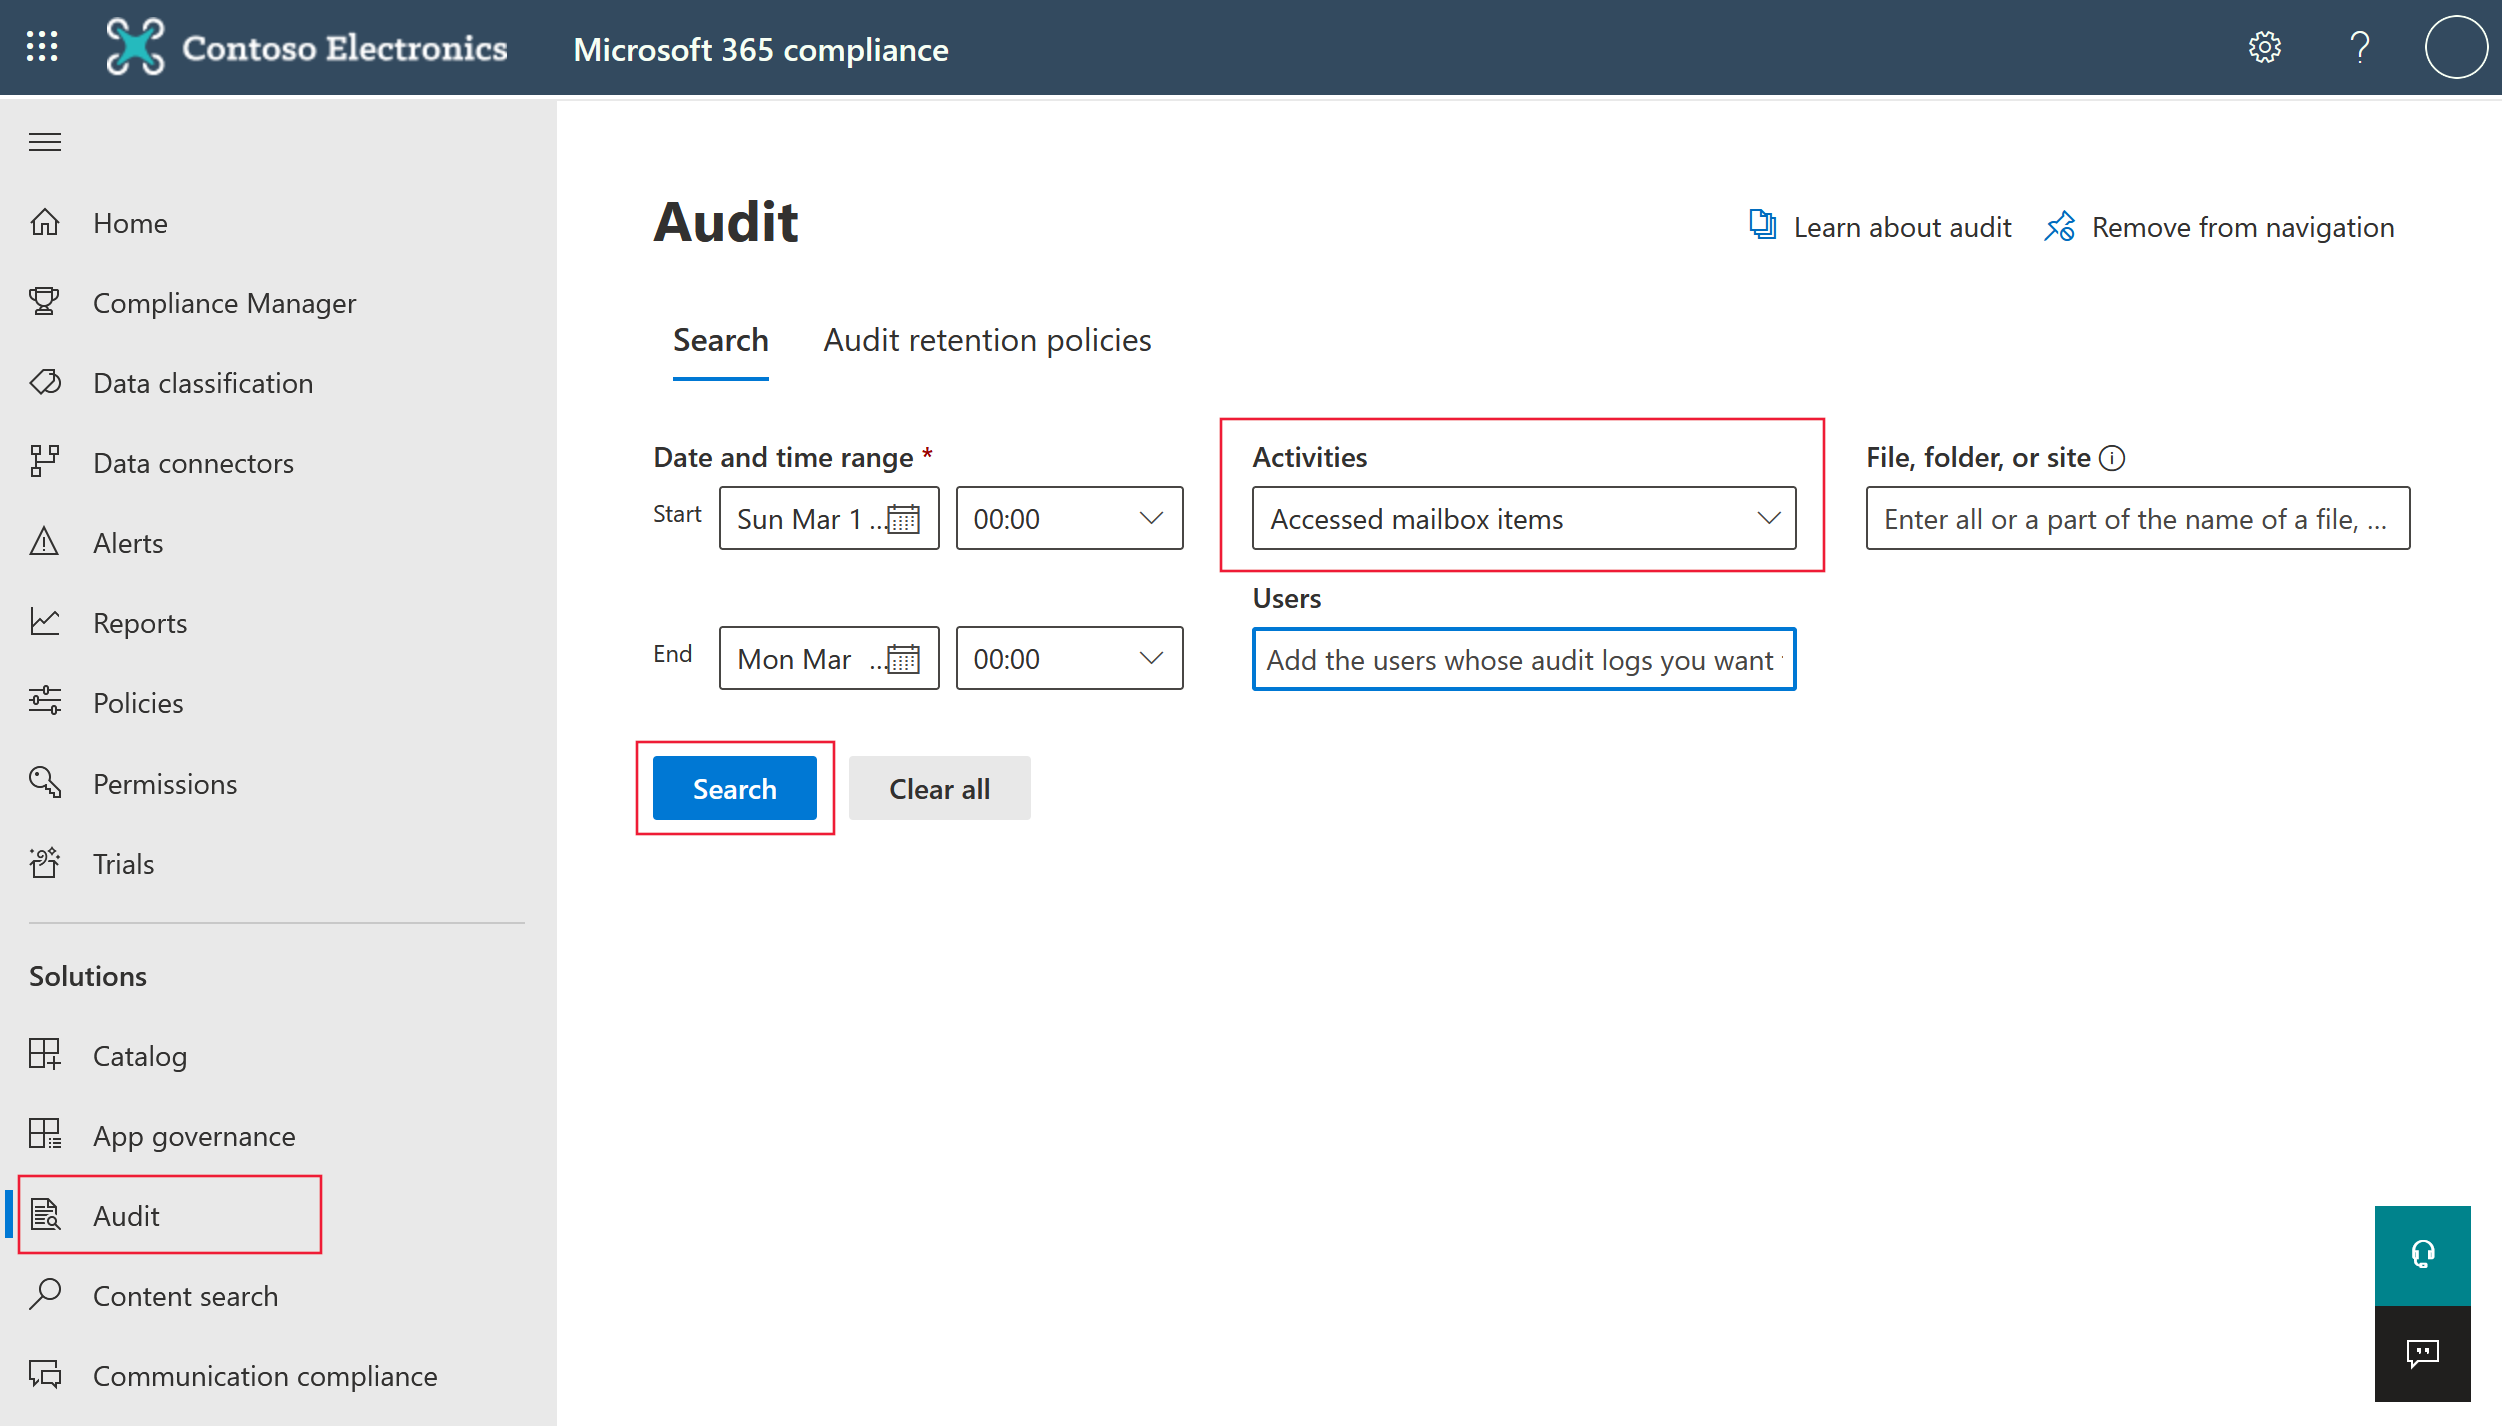 Contoso Electronics
Microsoft 365 compliance
Home
Compliance Manager
Data classification
Data connectors
Alerts
Reports
Policies
Permissions
Trials
Solutions
Catalog
App governance
Audit
Content search
Communication compliance
Audit
Learn about audit
Remove from navigation
Search
Audit retention policies
Date and time range *
Start
Sun Mar 1 ...
00:00
End
Mon Mar ...
00:00
Activities
Accessed mailbox items
Users
Add the users whose audit logs you want
File, folder, or site
Enter all or a part of the name of a file, ...
Search
Clear all